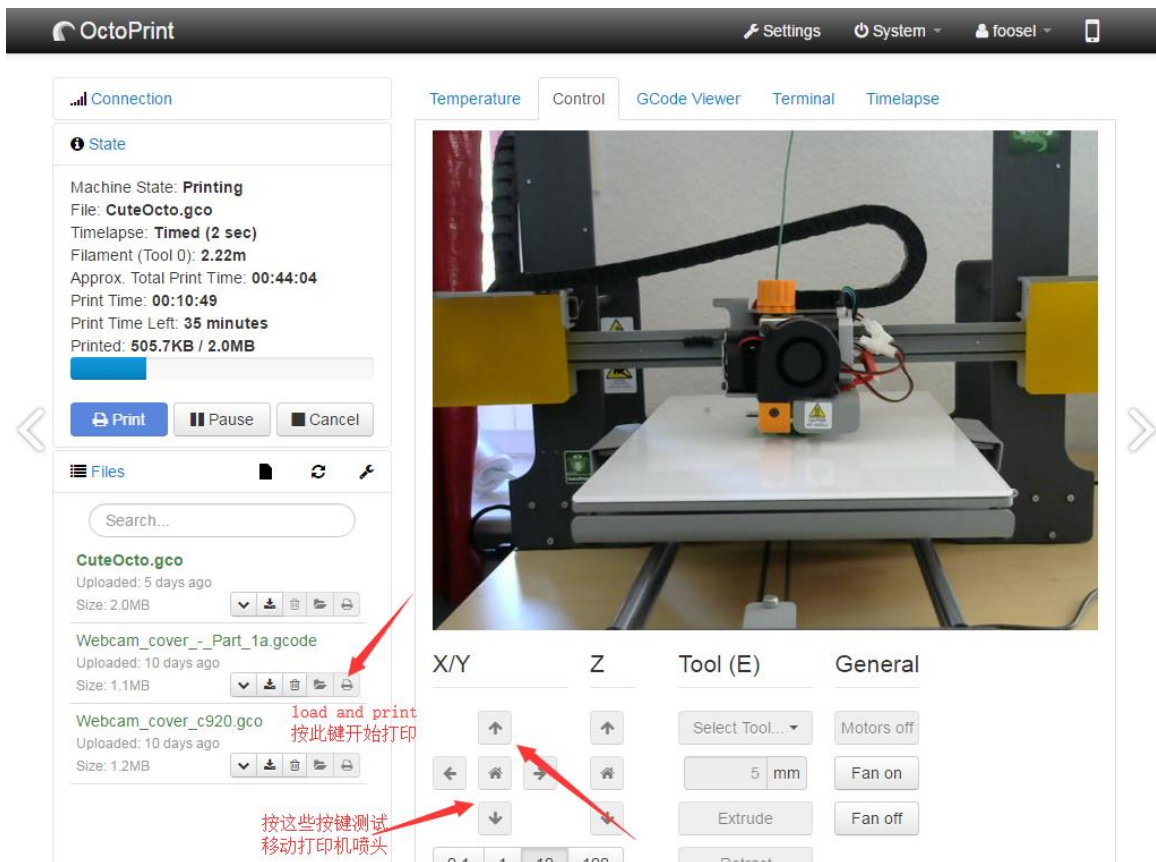 OctoPrint
Settings
System
foosel
Connection
State
Machine State: Printing
File: CuteOcto.gco
Timelapse: Timed (2 sec)
Filament (Tool 0): 2.22m
Approx. Total Print Time: 00:44:04
Print Time: 00:10:49
Print Time Left: 35 minutes
Printed: 505.7KB / 2.0MB
Print
Pause
Cancel
Files
Search...
CuteOcto.gco
Uploaded: 5 days ago
Size: 2.0MB
Webcam_cover_-_Part_1a.gcode
Uploaded: 10 days ago
Size: 1.1MB
load and print
按此键开始打印
Webcam_cover_c920.gco
Uploaded: 10 days ago
Size: 1.2MB
按这些按键测试
移动打印机喷头
Temperature
Control
GCode Viewer
Terminal
Timelapse
X/Y
Z
Tool (E)
General
Select Tool...
Motors off
5 mm
Fan on
Extrude
Fan off
0.1 1 10 100
Retract